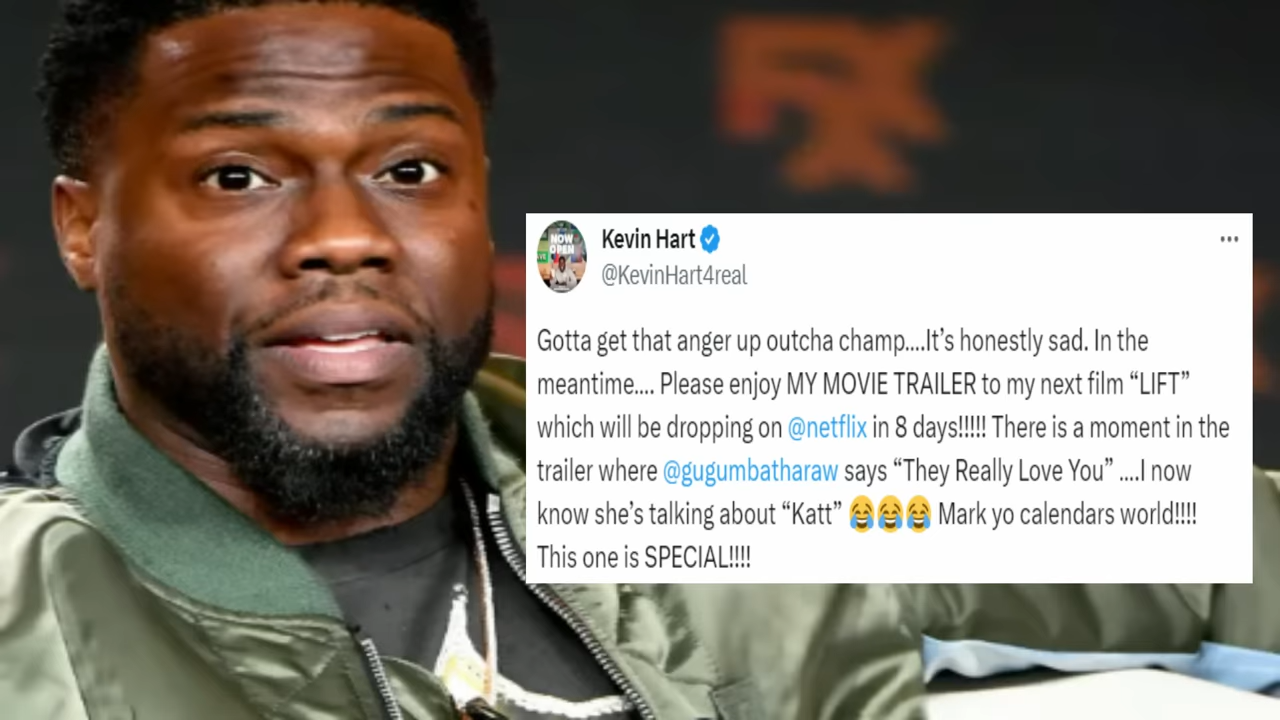 FX
NOW
OPEN
Kevin Hart
@KevinHart4real
Gotta get that anger up outcha champ....It’s honestly sad. In the
meantime.... Please enjoy MY MOVIE TRAILER to my next film “LIFT”
which will be dropping on @netflix in 8 days!!!!! There is a moment in the
trailer where @gugumbatharaw says “They Really Love You” ....I now
know she’s talking about “Katt” 😂😂😂 Mark yo calendars world!!!!
This one is SPECIAL!!!!